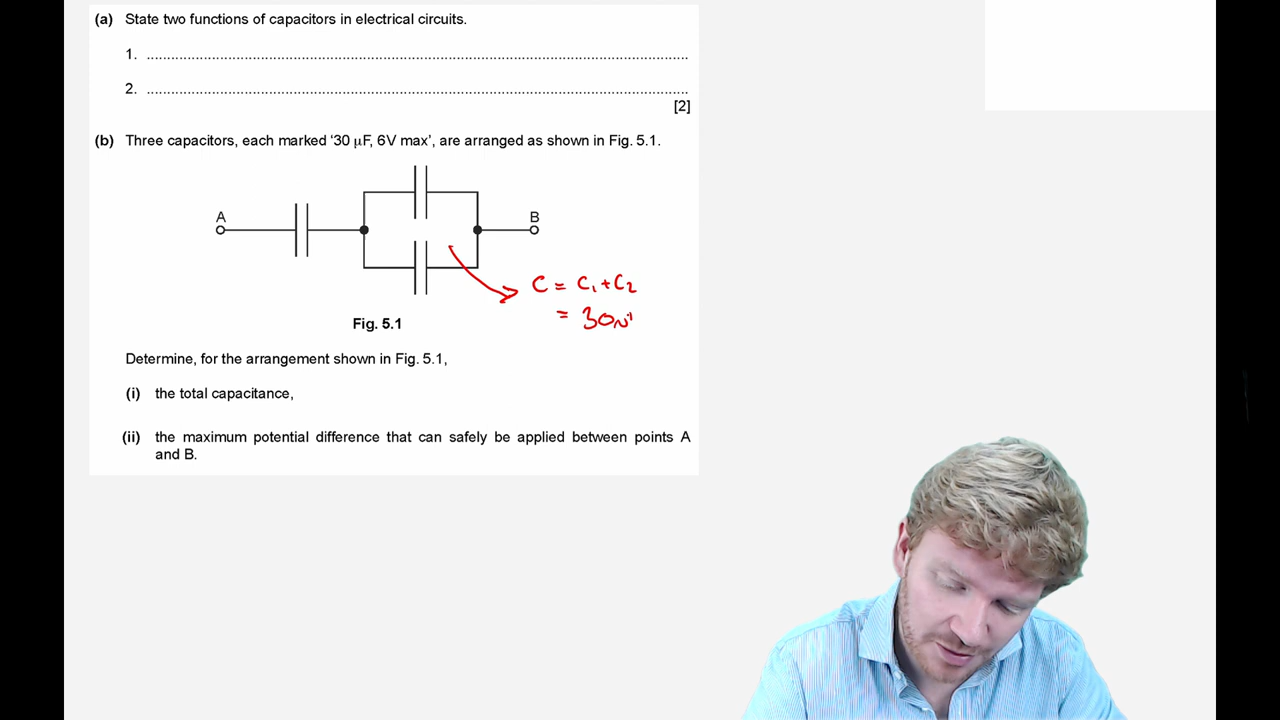 (a) State two functions of capacitors in electrical circuits.
1. ................................................................................
2. ................................................................................
[2]
(b) Three capacitors, each marked '30 μF, 6V max', are arranged as shown in Fig. 5.1.
A
B
C = C₁ + C₂
= 30
Fig. 5.1
Determine, for the arrangement shown in Fig. 5.1,
(i) the total capacitance,
(ii) the maximum potential difference that can safely be applied between points A
and B.